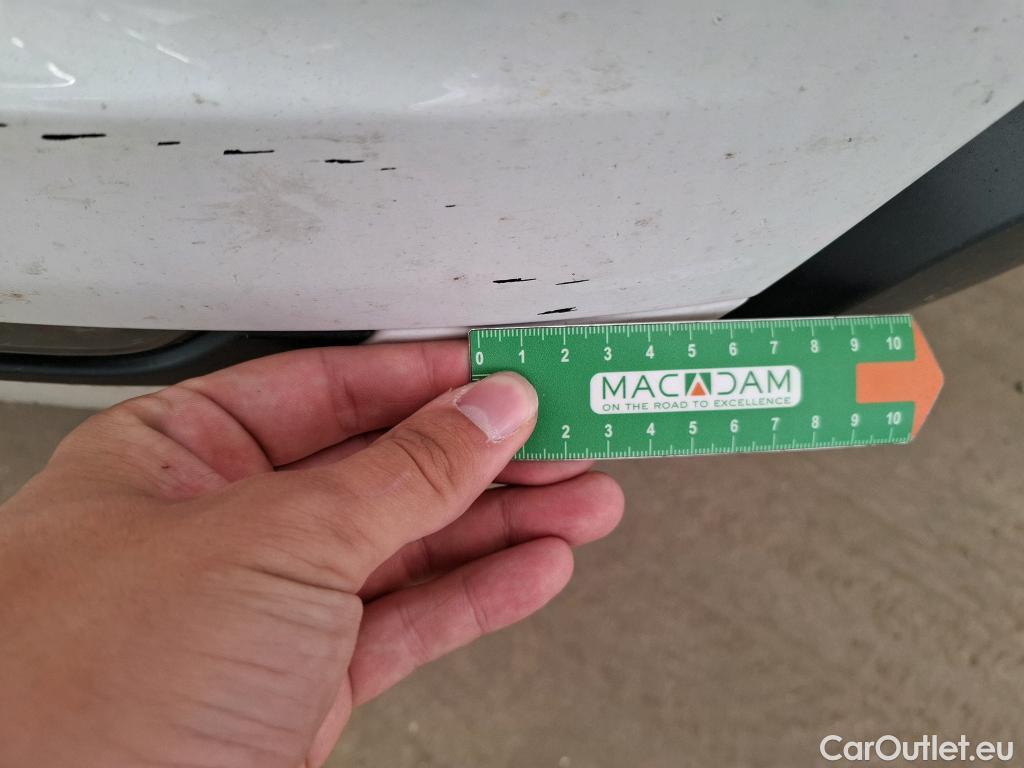 0 1 2 3 4 5 6 7 8 9 10
MACADAM
ON THE ROAD TO EXCELLENCE
2 3 4 5 6 7 8 9 10
CarOutlet.eu